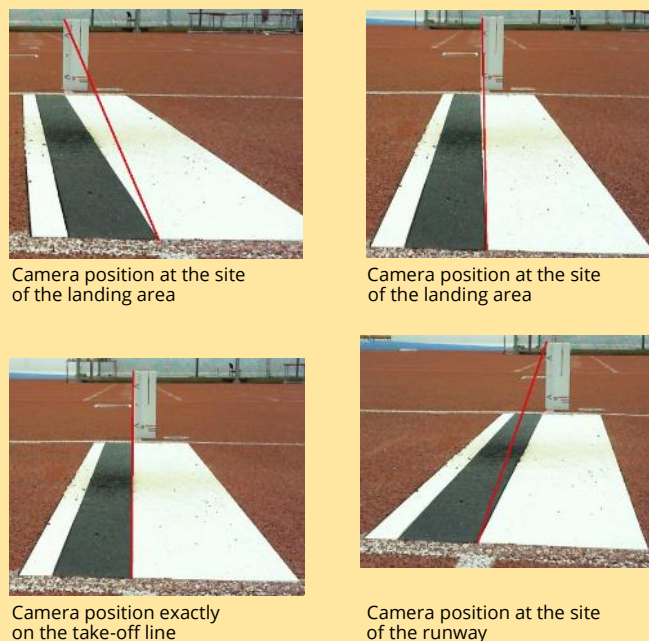 Camera position at the site
of the landing area
Camera position at the site
of the landing area
Camera position exactly
on the take-off line
Camera position at the site
of the runway